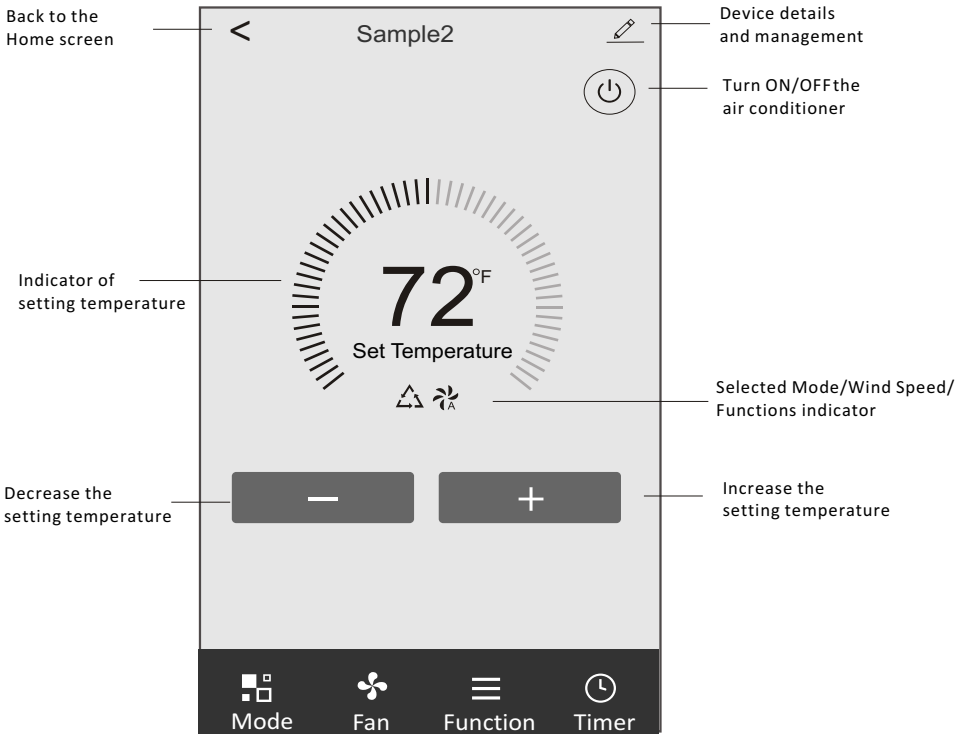 Back to the
Home screen
<
Sample2
Device details
and management
Turn ON/OFF the
air conditioner
Indicator of
setting temperature
72°F
Set Temperature
A
Selected Mode/Wind Speed/
Functions indicator
Decrease the
setting temperature
—
+
Increase the
setting temperature
Mode
Fan
Function
Timer